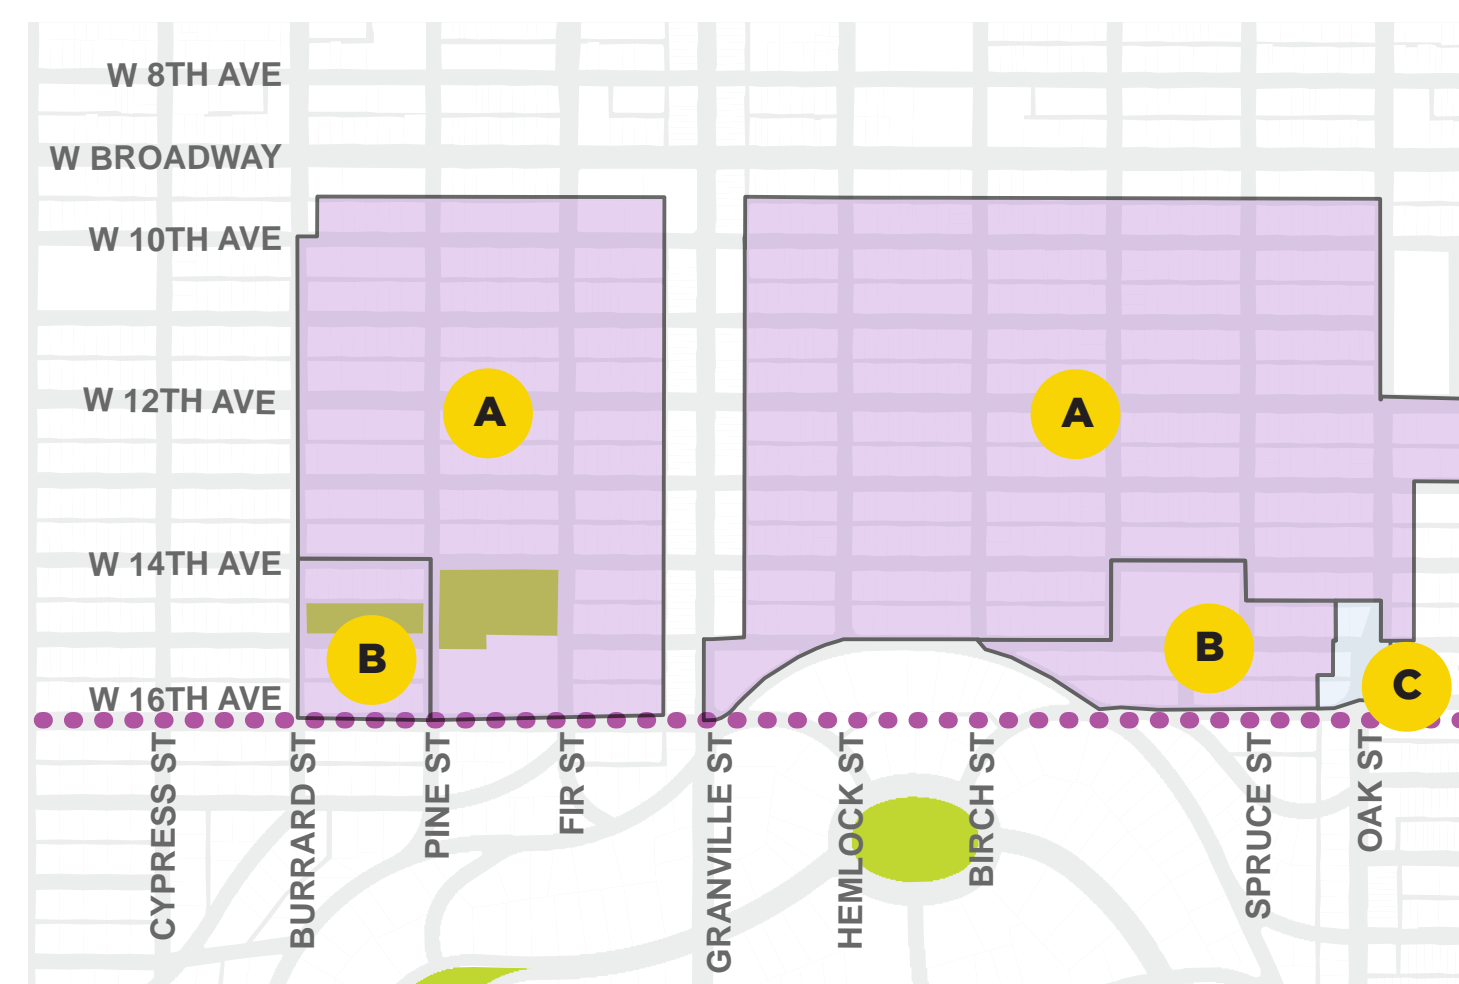 W 8TH AVE
W BROADWAY
W 10TH AVE
W 12TH AVE
A
A
W 14TH AVE
B
B
C
W 16TH AVE
CYPRESS ST
BURRARD ST
PINE ST
FIR ST
GRANVILLE ST
HEMLOCK ST
BIRCH ST
SPRUCE ST
OAK ST